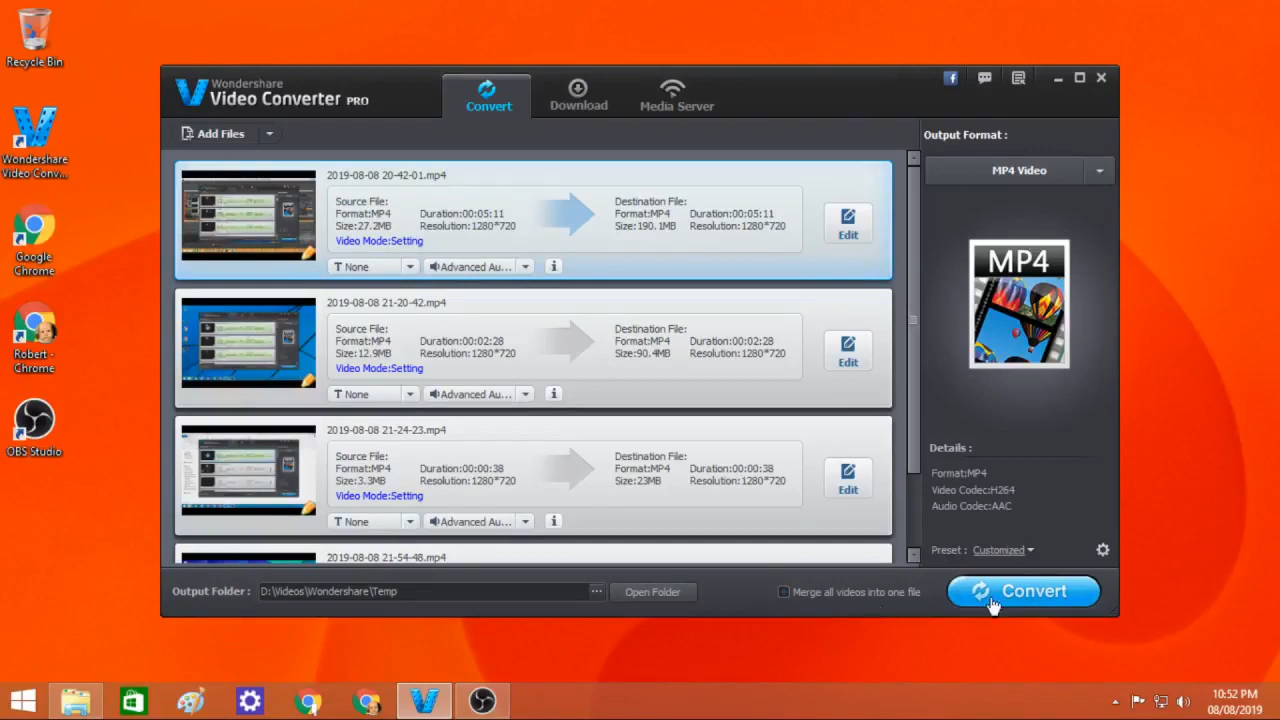 Recycle Bin
Wondershare
Video Conv...
Google
Chrome
Robert -
Chrome
OBS Studio
Wondershare
Video Converter PRO
Convert
Download
Media Server
Add Files
2019-08-08 20-42-01.mp4
Source File:
Format:MP4 Duration:00:05:11
Size:27.2MB Resolution:1280*720
Video Mode:Setting
Destination File:
Format:MP4 Duration:00:05:11
Size:190.1MB Resolution:1280*720
Edit
T None
Advanced Au...
2019-08-08 21-20-42.mp4
Source File:
Format:MP4 Duration:00:02:28
Size:12.9MB Resolution:1280*720
Video Mode:Setting
Destination File:
Format:MP4 Duration:00:02:28
Size:90.4MB Resolution:1280*720
Edit
T None
Advanced Au...
2019-08-08 21-24-23.mp4
Source File:
Format:MP4 Duration:00:00:38
Size:3.3MB Resolution:1280*720
Video Mode:Setting
Destination File:
Format:MP4 Duration:00:00:38
Size:23MB Resolution:1280*720
Edit
T None
Advanced Au...
2019-08-08 21-54-48.mp4
Output Format :
MP4 Video
MP4
Details :
Format:MP4
Video Codec:H264
Audio Codec:AAC
Preset : Customized
Output Folder : D:\Videos\Wondershare\Temp ...
Open Folder
Merge all videos into one file
Convert
10:52 PM
08/08/2019